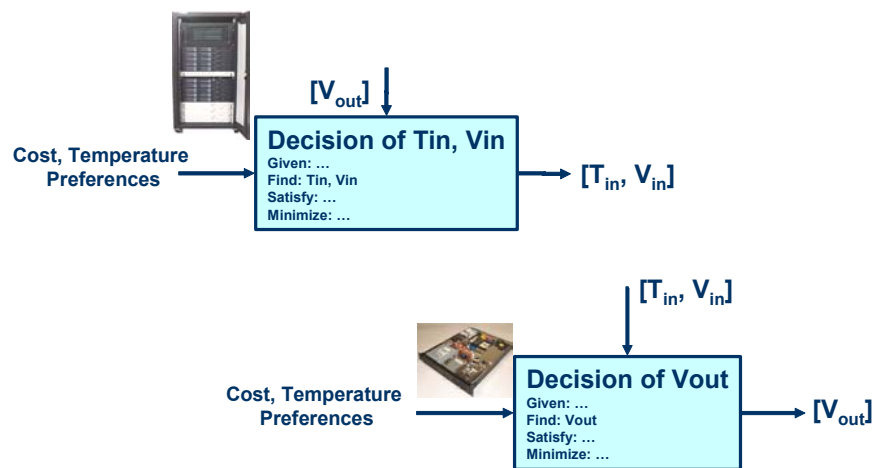 [Vout]
Decision of Tin, Vin
Given: …
Find: Tin, Vin
Satisfy: …
Minimize: …
Cost, Temperature
Preferences
[Tin, Vin]
[Tin, Vin]
Decision of Vout
Given: …
Find: Vout
Satisfy: …
Minimize: …
Cost, Temperature
Preferences
[Vout]